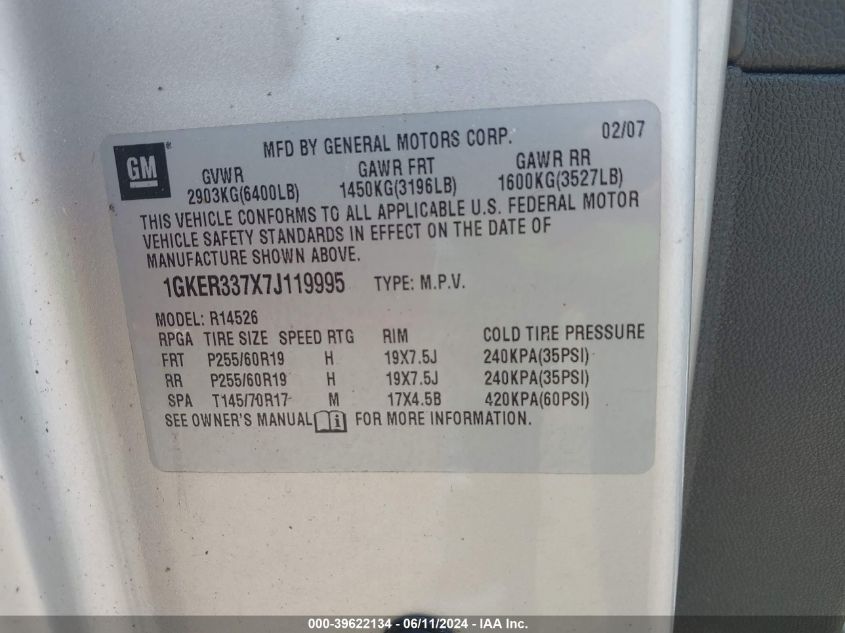 GM®
MFD BY GENERAL MOTORS CORP. 02/07
GVWR GAWR FRT GAWR RR
2903KG(6400LB) 1450KG(3196LB) 1600KG(3527LB)
THIS VEHICLE CONFORMS TO ALL APPLICABLE U.S. FEDERAL MOTOR
VEHICLE SAFETY STANDARDS IN EFFECT ON THE DATE OF
MANUFACTURE SHOWN ABOVE.
1GKER337X7J119995 TYPE: M.P.V.
MODEL: R14526
RPGA TIRE SIZE SPEED RTG RIM COLD TIRE PRESSURE
FRT P255/60R19 H 19X7.5J 240KPA(35PSI)
RR P255/60R19 H 19X7.5J 240KPA(35PSI)
SPA T145/70R17 M 17X4.5B 420KPA(60PSI)
SEE OWNER'S MANUAL i FOR MORE INFORMATION.
000-39622134 - 06/11/2024 - IAA Inc.